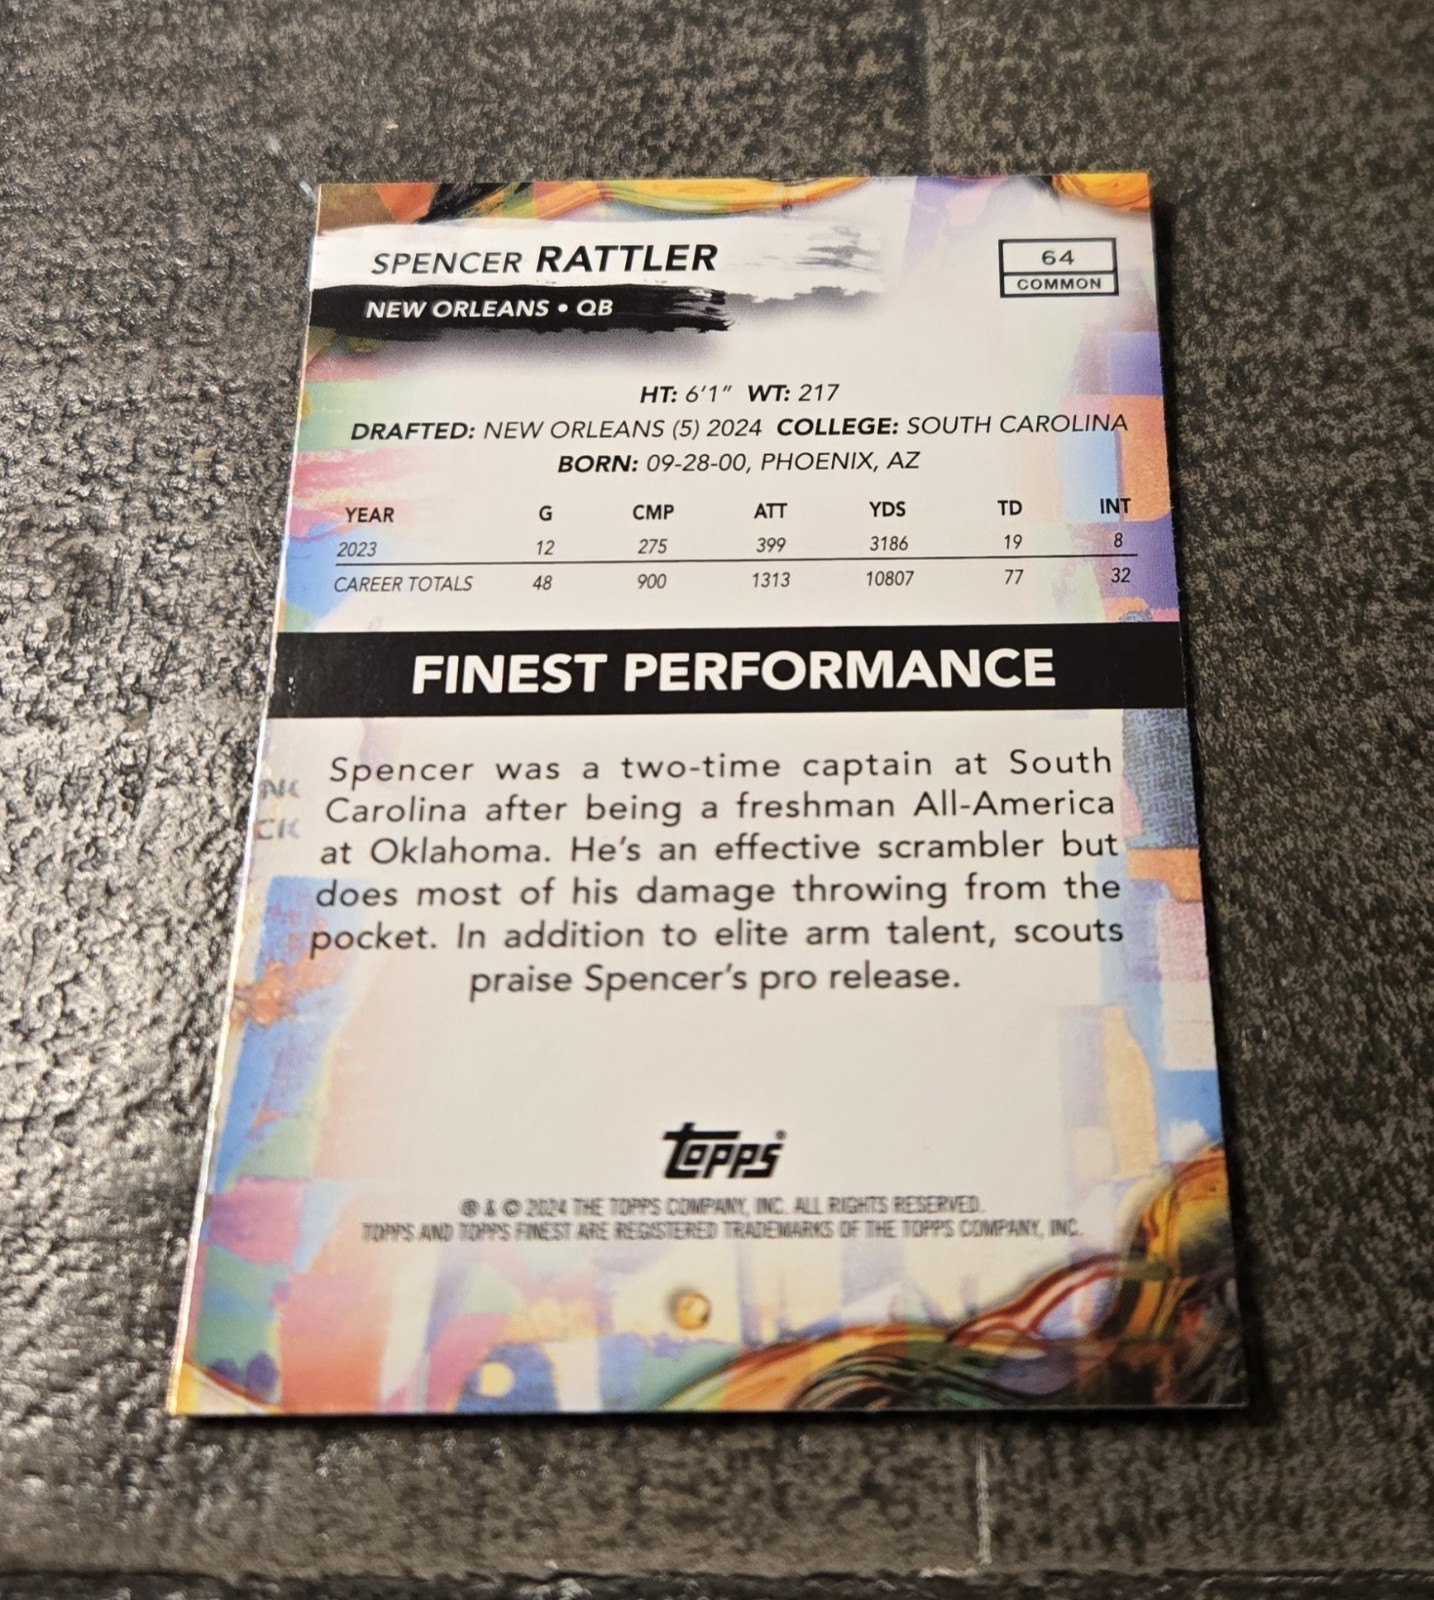 SPENCER RATTLER
NEW ORLEANS • QB
64
COMMON
HT: 6'1" WT: 217
DRAFTED: NEW ORLEANS (5) 2024 COLLEGE: SOUTH CAROLINA
BORN: 09-28-00, PHOENIX, AZ
YEAR G CMP ATT YDS TD INT
2023 12 275 399 3186 19 8
CAREER TOTALS 48 900 1313 10807 77 32
FINEST PERFORMANCE
Spencer was a two-time captain at South
Carolina after being a freshman All-America
at Oklahoma. He's an effective scrambler but
does most of his damage throwing from the
pocket. In addition to elite arm talent, scouts
praise Spencer's pro release.
Topps®
® & © 2024 THE TOPPS COMPANY, INC. ALL RIGHTS RESERVED.
TOPPS AND TOPPS FINEST ARE REGISTERED TRADEMARKS OF THE TOPPS COMPANY, INC.